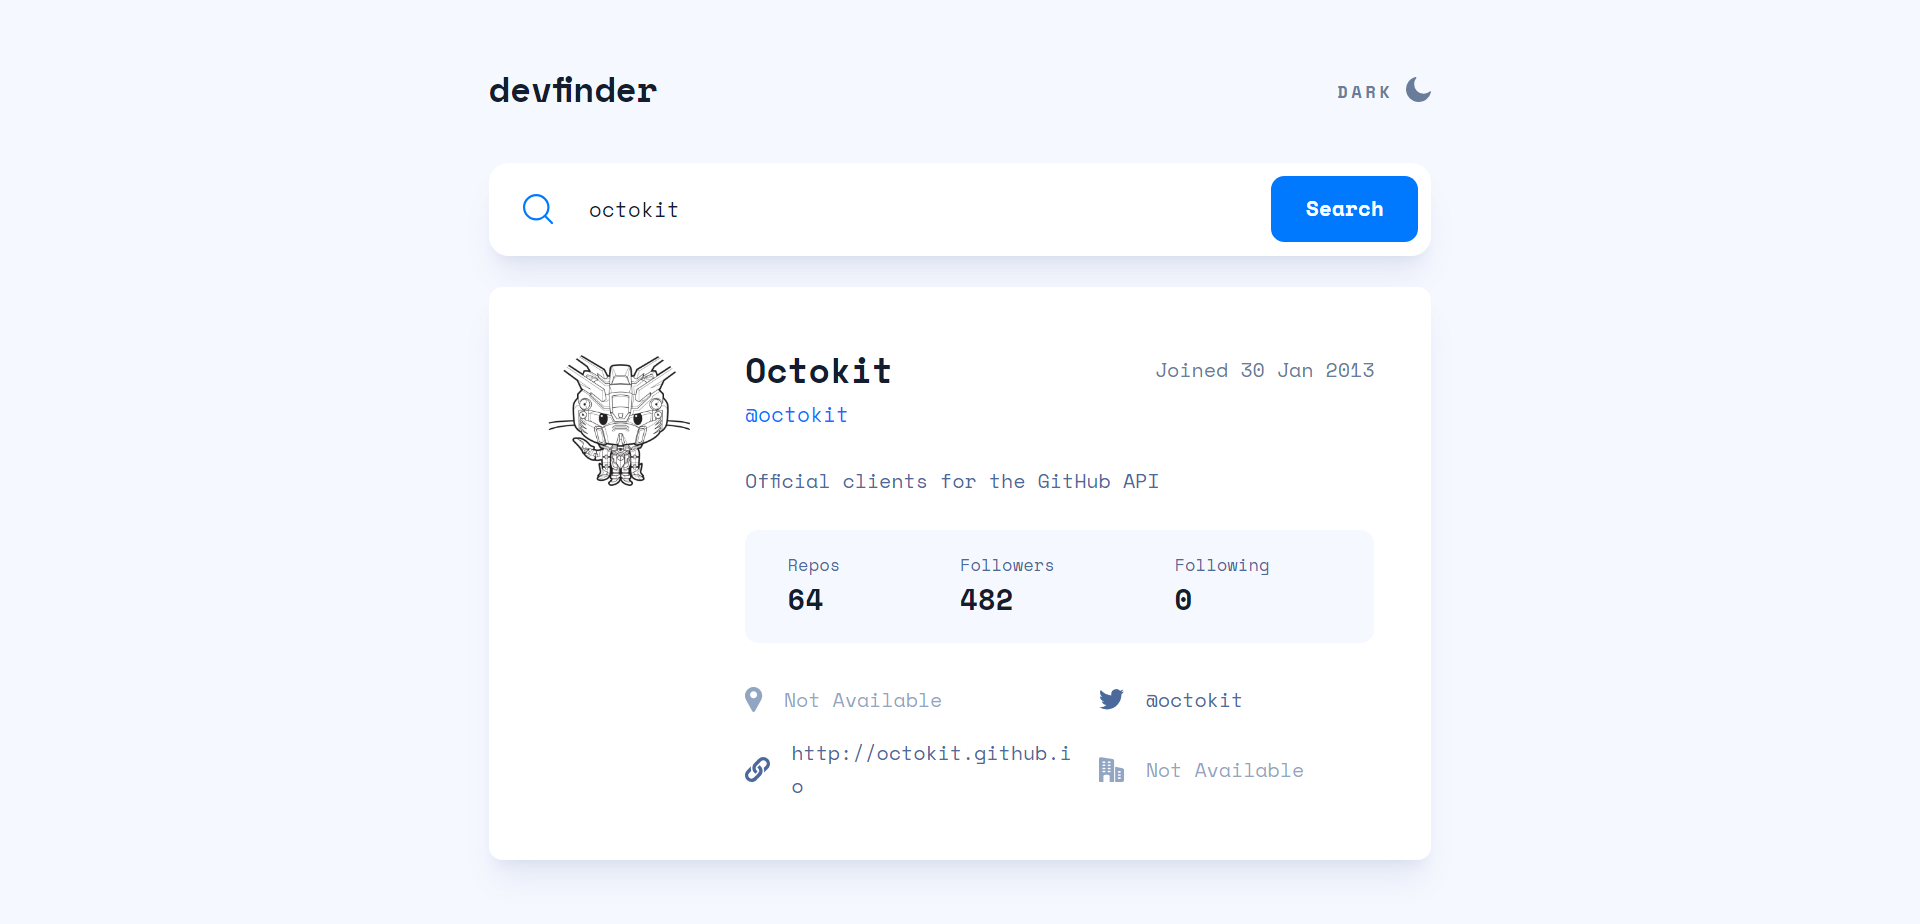 devfinder
DARK
octokit
Search
Octokit
Joined 30 Jan 2013
@octokit
Official clients for the GitHub API
Repos
Followers
Following
64
482
0
Not Available
@octokit
http://octokit.github.i
o
Not Available